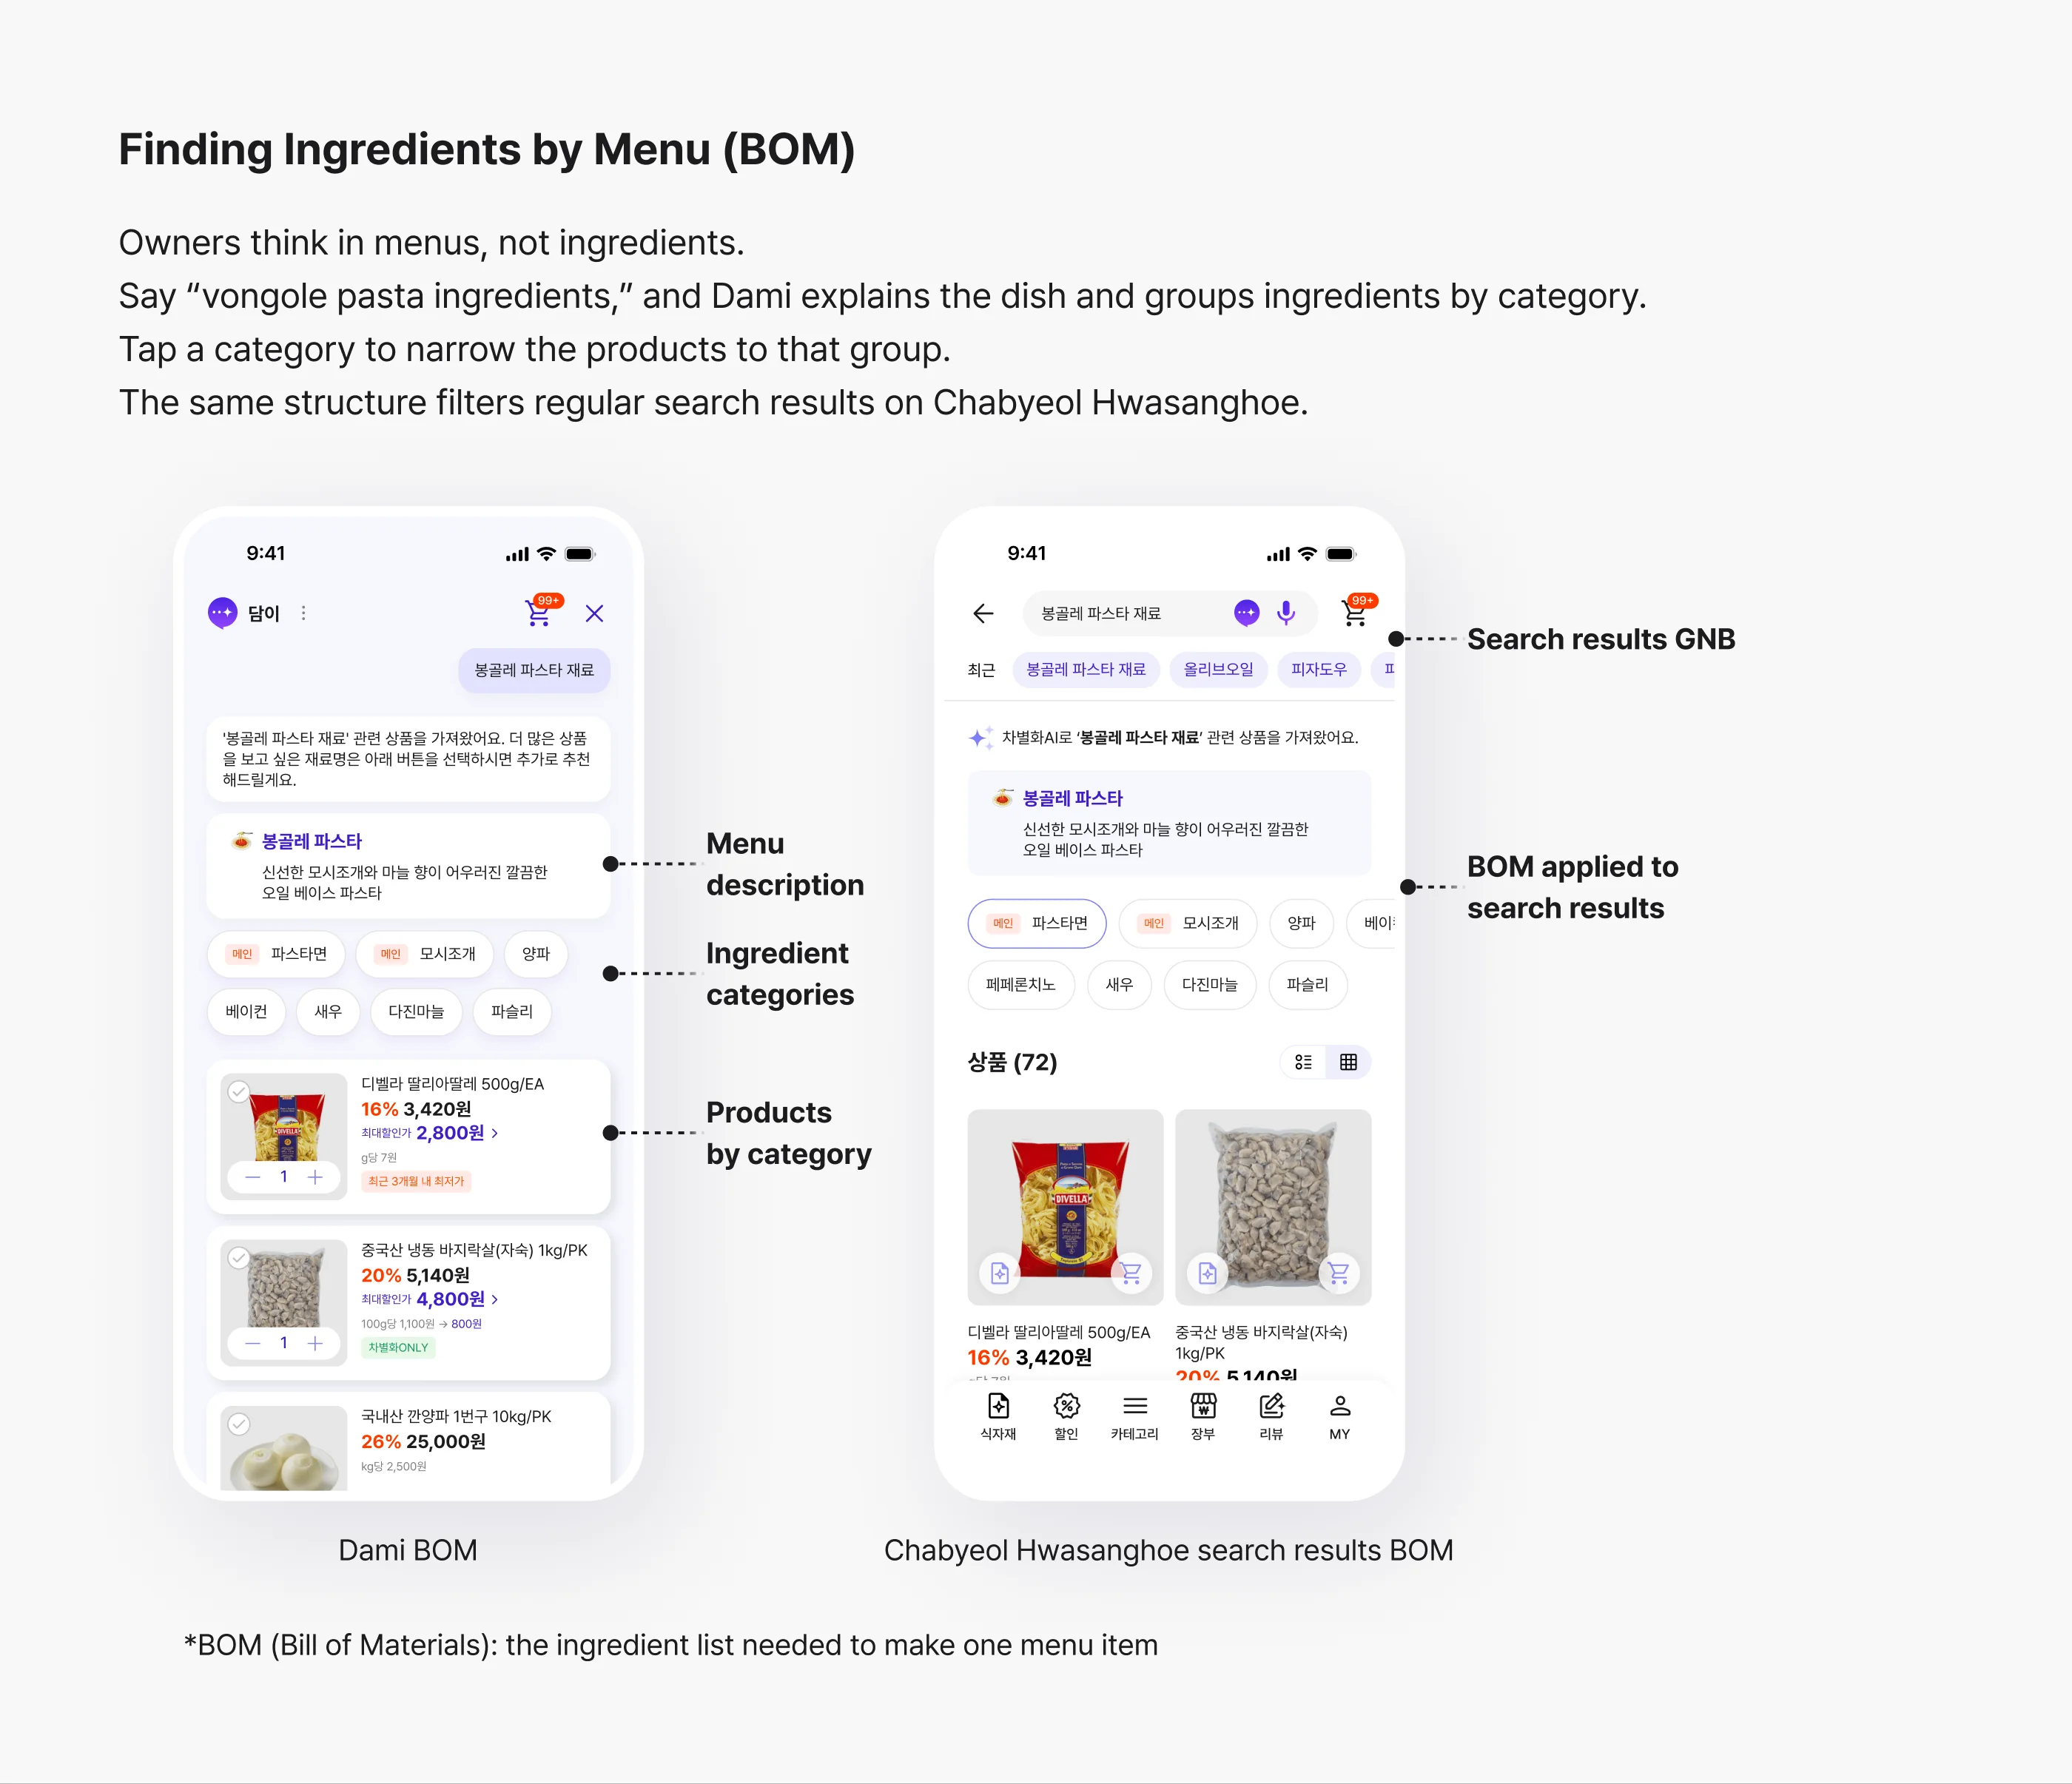 Finding Ingredients by Menu (BOM)
Owners think in menus, not ingredients.
Say “vongole pasta ingredients,” and Dami explains the dish and groups ingredients by category.
Tap a category to narrow the products to that group.
The same structure filters regular search results on Chabyeol Hwasanghoe.
9:41
담이
99+
봉골레 파스타 재료
'봉골레 파스타 재료' 관련 상품을 가져왔어요. 더 많은 상품
을 보고 싶은 재료명은 아래 버튼을 선택하시면 추가로 추천
해드릴게요.
봉골레 파스타
신선한 모시조개와 마늘 향이 어우러진 깔끔한
오일 베이스 파스타
메인 파스타면
메인 모시조개
양파
베이컨
새우
다진마늘
파슬리
디벨라 딸리아딸레 500g/EA
16% 3,420원
최대할인가 2,800원
g당 7원
최근 3개월 내 최저가
1
DIVELLA
중국산 냉동 바지락살(자숙) 1kg/PK
20% 5,140원
최대할인가 4,800원
100g당 1,100원 → 800원
차별화ONLY
1
국내산 깐양파 1번구 10kg/PK
26% 25,000원
kg당 2,500원
Menu
description
Ingredient
categories
Products
by category
Dami BOM
9:41
봉골레 파스타 재료
99+
최근
봉골레 파스타 재료
올리브오일
피자도우
차별화AI로 ‘봉골레 파스타 재료’ 관련 상품을 가져왔어요.
봉골레 파스타
신선한 모시조개와 마늘 향이 어우러진 깔끔한
오일 베이스 파스타
메인 파스타면
메인 모시조개
양파
페페론치노
새우
다진마늘
파슬리
상품 (72)
DIVELLA
디벨라 딸리아딸레 500g/EA
16% 3,420원
중국산 냉동 바지락살(자숙)
1kg/PK
20% 5,140원
식자재
할인
카테고리
장부
리뷰
MY
Search results GNB
BOM applied to
search results
Chabyeol Hwasanghoe search results BOM
*BOM (Bill of Materials): the ingredient list needed to make one menu item